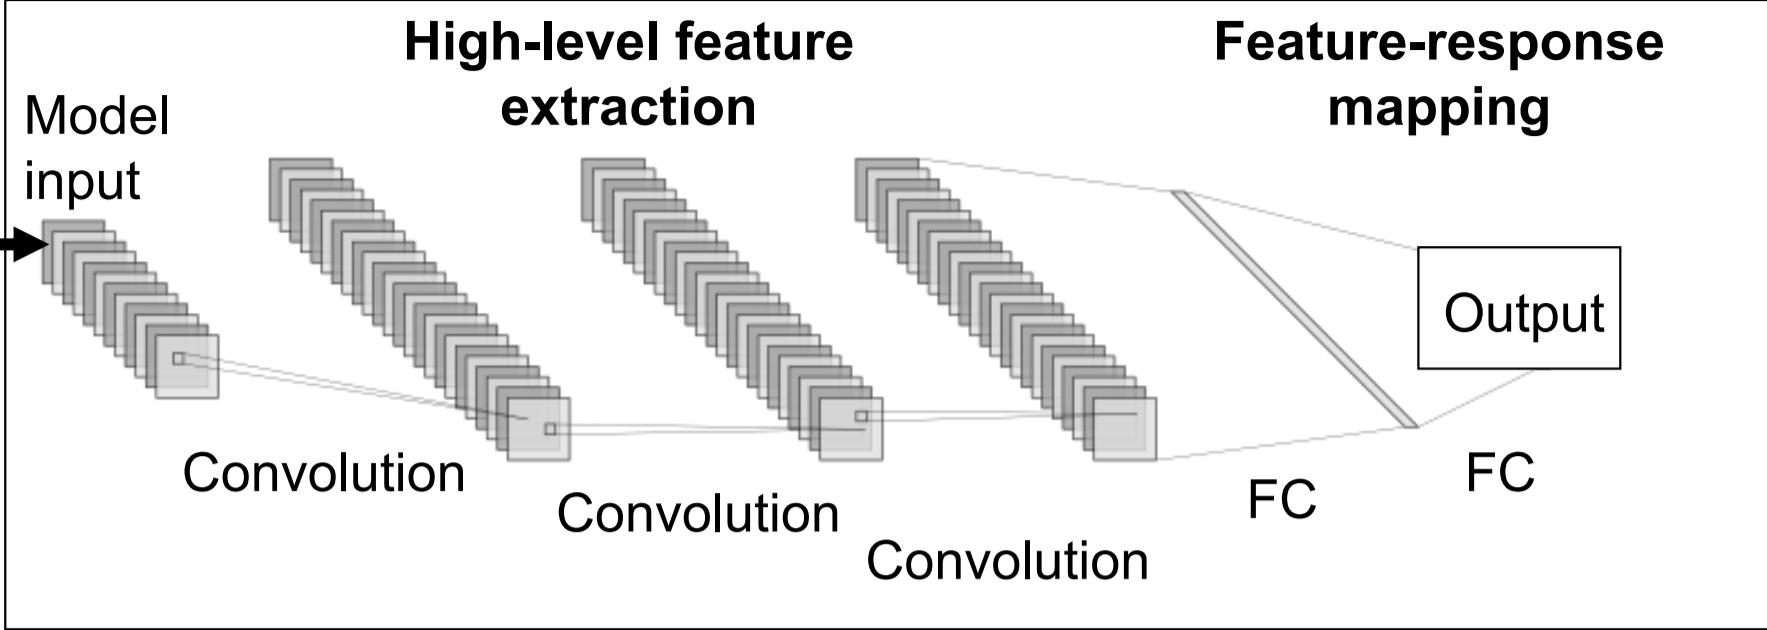 High-level feature
extraction
Feature-response
mapping
Model
input
Output
Convolution
Convolution
Convolution
FC
FC